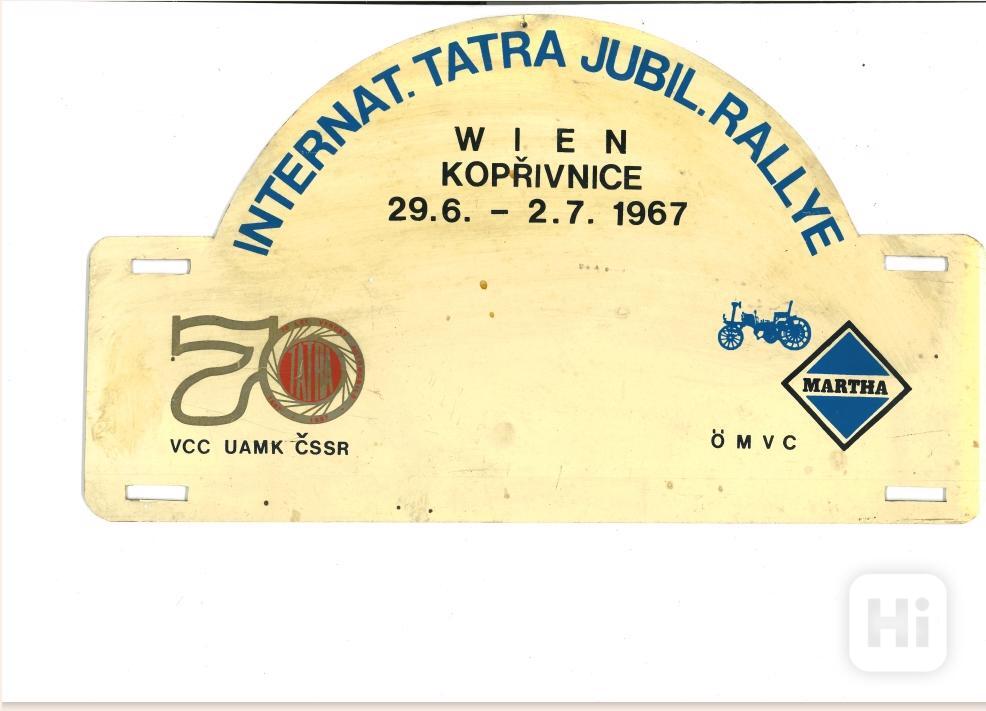 INTERNAT. TATRA JUBIL. RALLYE
WIEN
KOPŘIVNICE
29.6. – 2.7. 1967
70
TATRA
VCC UAMK ČSSR
MARTHA
ÖMVC
Hi